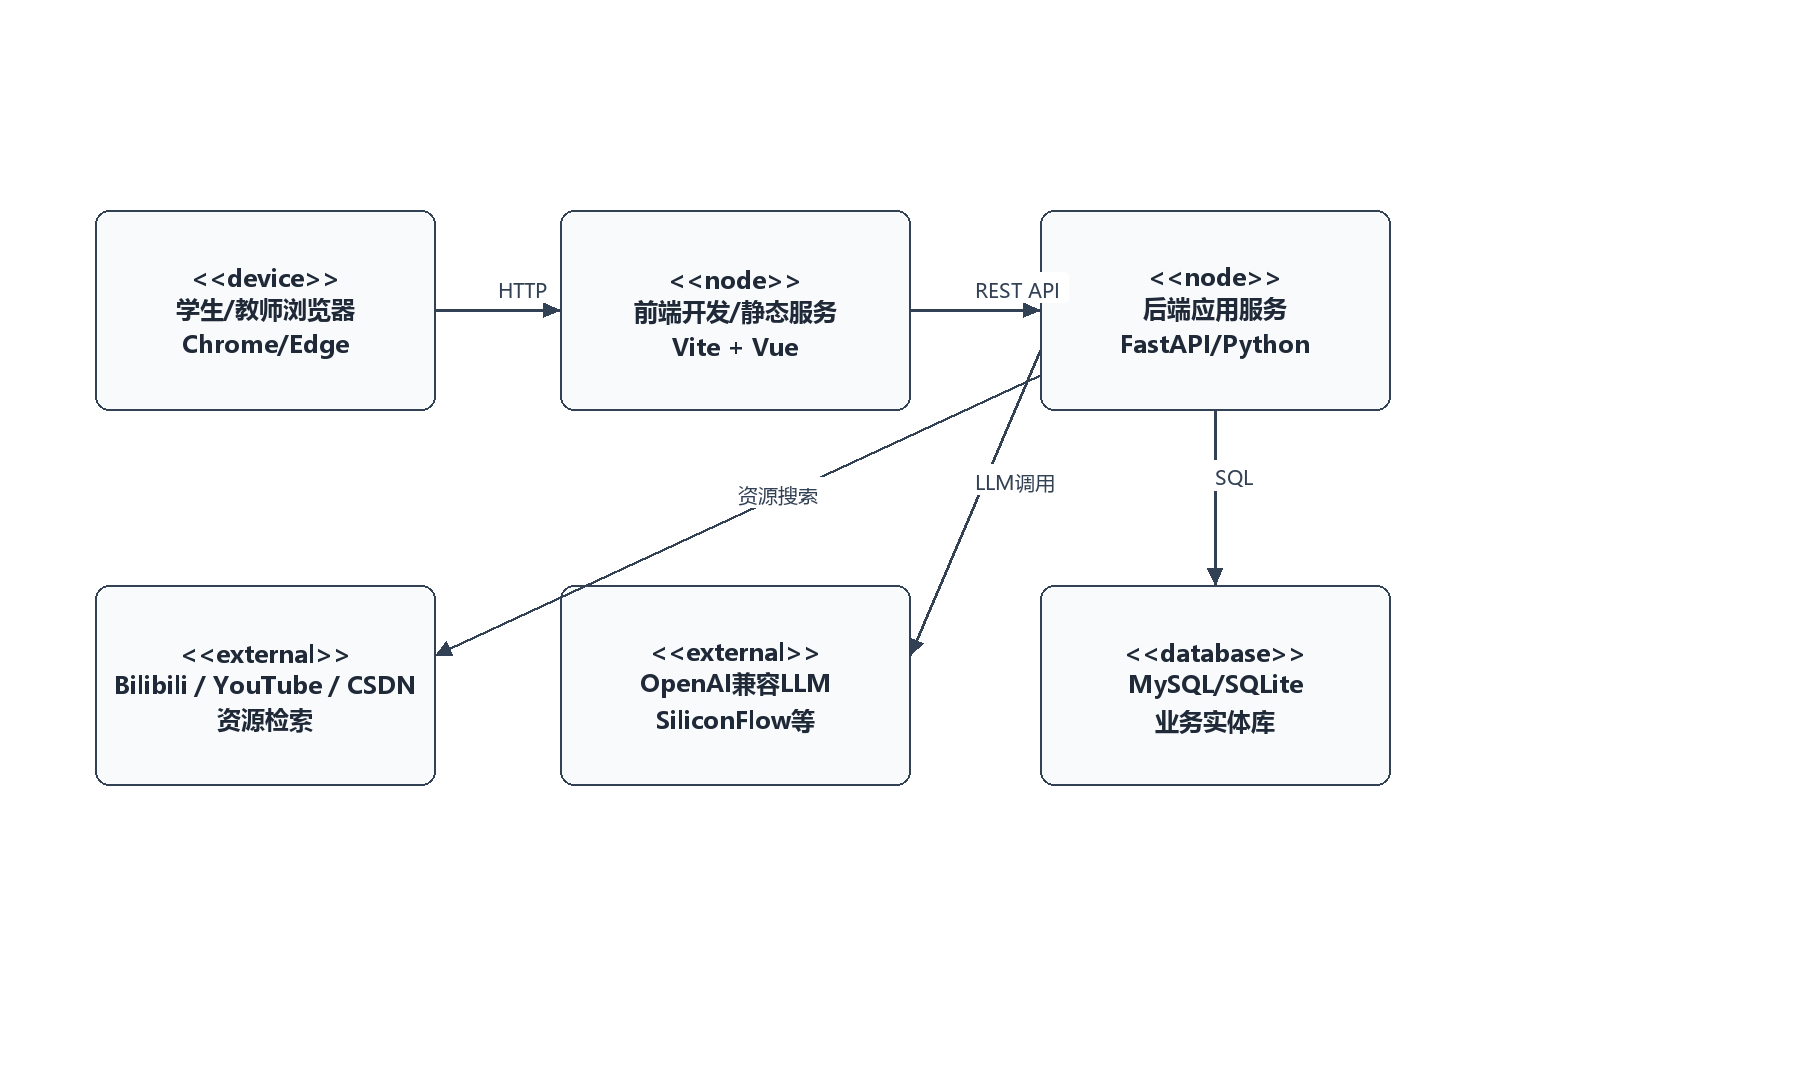 <<device>>
学生/教师浏览器
Chrome/Edge
HTTP
<<node>>
前端开发/静态服务
Vite + Vue
REST API
<<node>>
后端应用服务
FastAPI/Python
资源搜索
LLM调用
SQL
<<external>>
Bilibili / YouTube / CSDN
资源检索
<<external>>
OpenAI兼容LLM
SiliconFlow等
<<database>>
MySQL/SQLite
业务实体库